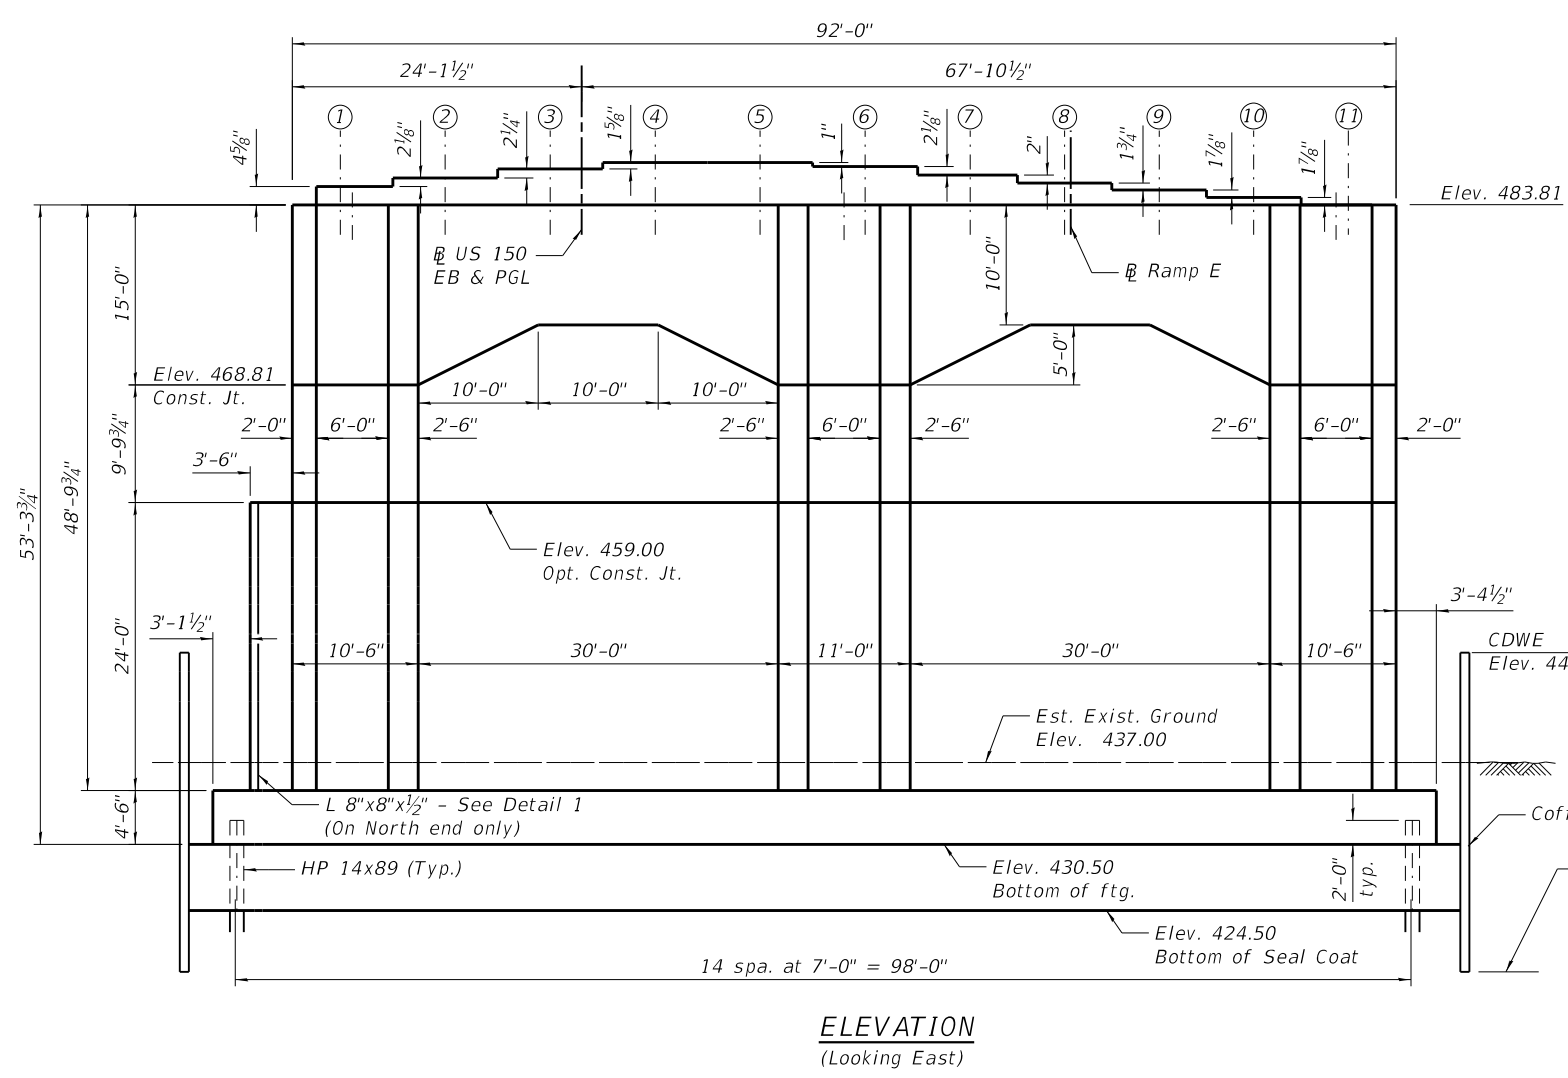 92'-0"
24'-1½"
67'-10½"
1
2
3
4
5
6
7
8
9
10
11
4⅝"
2⅛"
2¼"
1⅝"
1"
2⅛"
2"
1¾"
1⅞"
1⅞"
Elev. 483.81
BL US 150
EB & PGL
10'-0"
BL Ramp E
15'-0"
5'-0"
Elev. 468.81
Const. Jt.
10'-0"
10'-0"
10'-0"
2'-0"
6'-0"
2'-6"
2'-6"
6'-0"
2'-6"
2'-6"
6'-0"
2'-0"
9'-9¾"
3'-6"
48'-9¾"
53'-3¾"
Elev. 459.00
Opt. Const. Jt.
3'-1½"
3'-4½"
24'-0"
10'-6"
30'-0"
11'-0"
30'-0"
10'-6"
CDWE
Elev. 44
Est. Exist. Ground
Elev. 437.00
4'-6"
L 8"x8"x½" - See Detail 1
(On North end only)
Coff
HP 14x89 (Typ.)
Elev. 430.50
Bottom of ftg.
2'-0"
typ.
Elev. 424.50
Bottom of Seal Coat
14 spa. at 7'-0" = 98'-0"
ELEVATION
(Looking East)